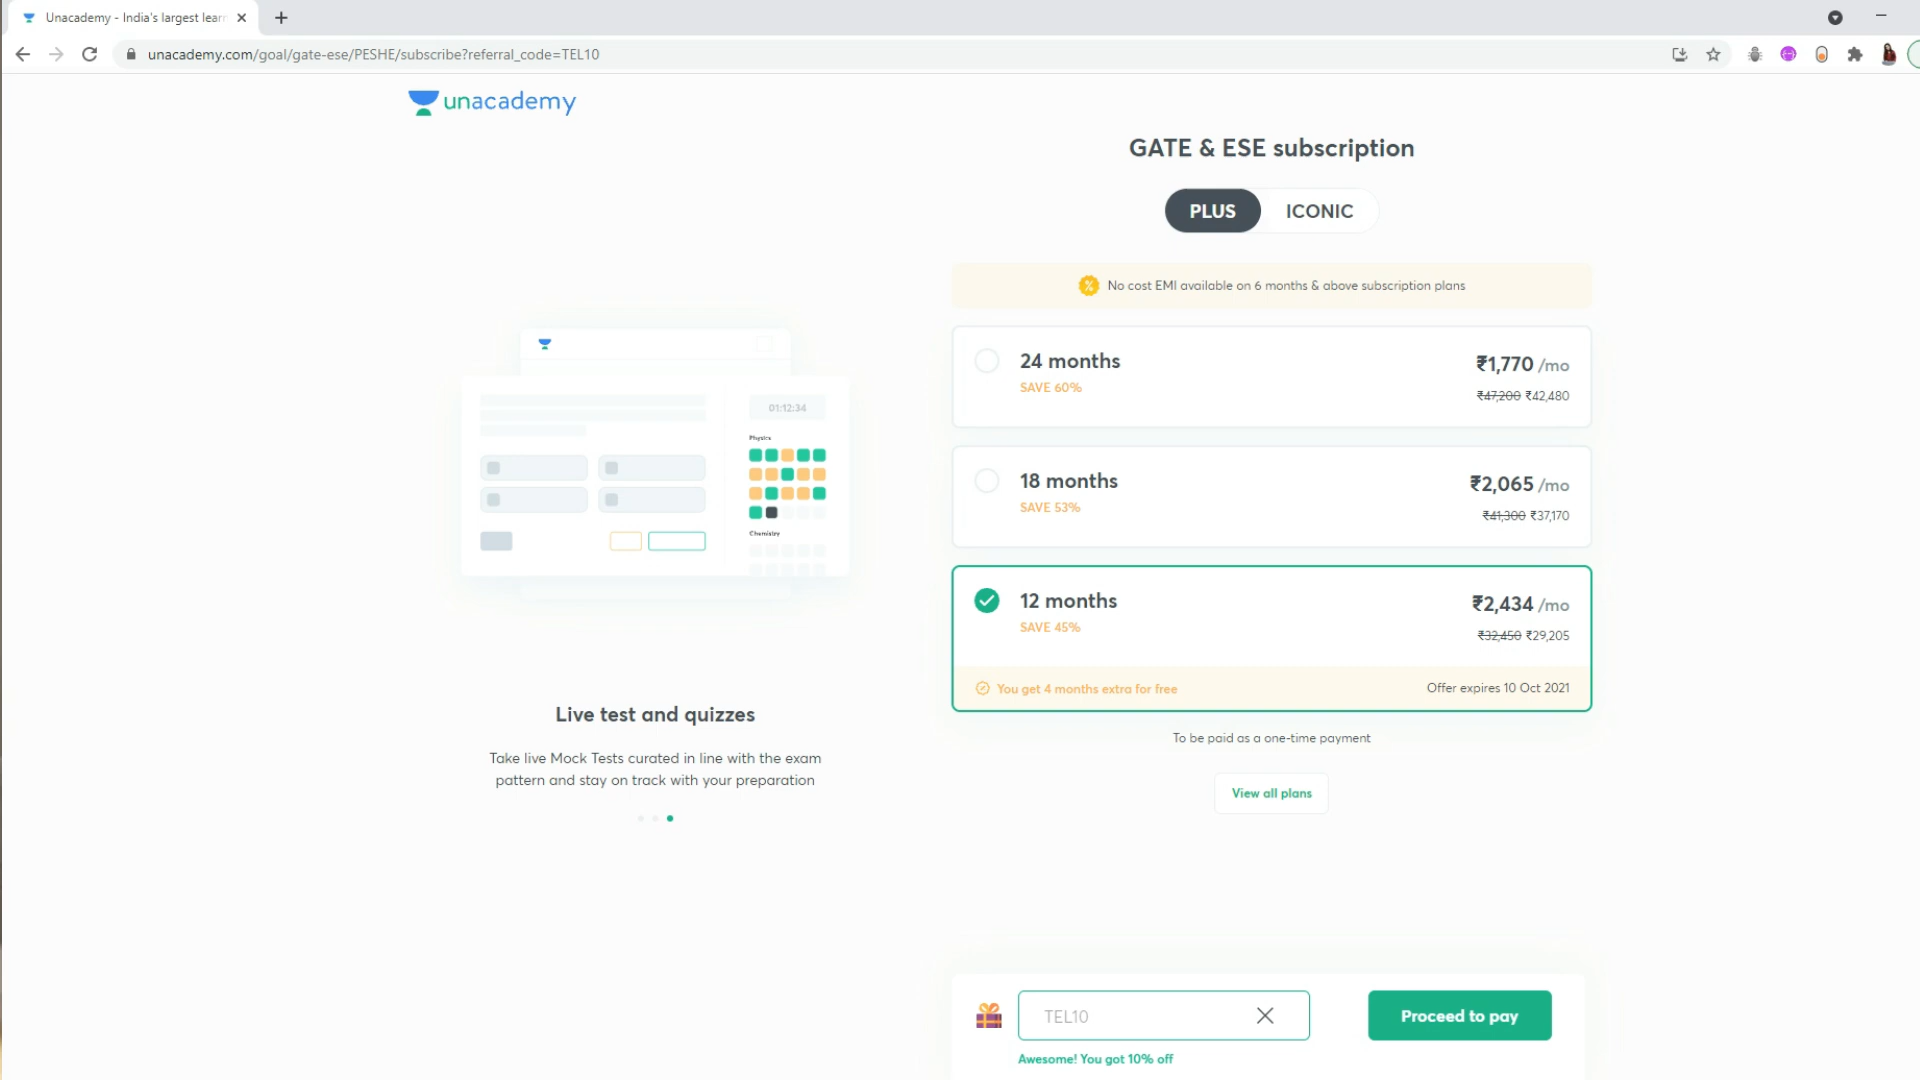 Unacademy - India's largest lear
unacademy.com/goal/gate-ese/PESHE/subscribe?referral_code=TEL10
unacademy
GATE & ESE subscription
PLUS
ICONIC
No cost EMI available on 6 months & above subscription plans
24 months
₹1,770 /mo
SAVE 60%
₹47,200 ₹42,480
18 months
₹2,065 /mo
SAVE 53%
₹41,300 ₹37,170
12 months
₹2,434 /mo
SAVE 45%
₹32,450 ₹29,205
You get 4 months extra for free
Offer expires 10 Oct 2021
To be paid as a one-time payment
View all plans
01:12:34
Physics
Chemistry
Live test and quizzes
Take live Mock Tests curated in line with the exam
pattern and stay on track with your preparation
TEL10
Proceed to pay
Awesome! You got 10% off